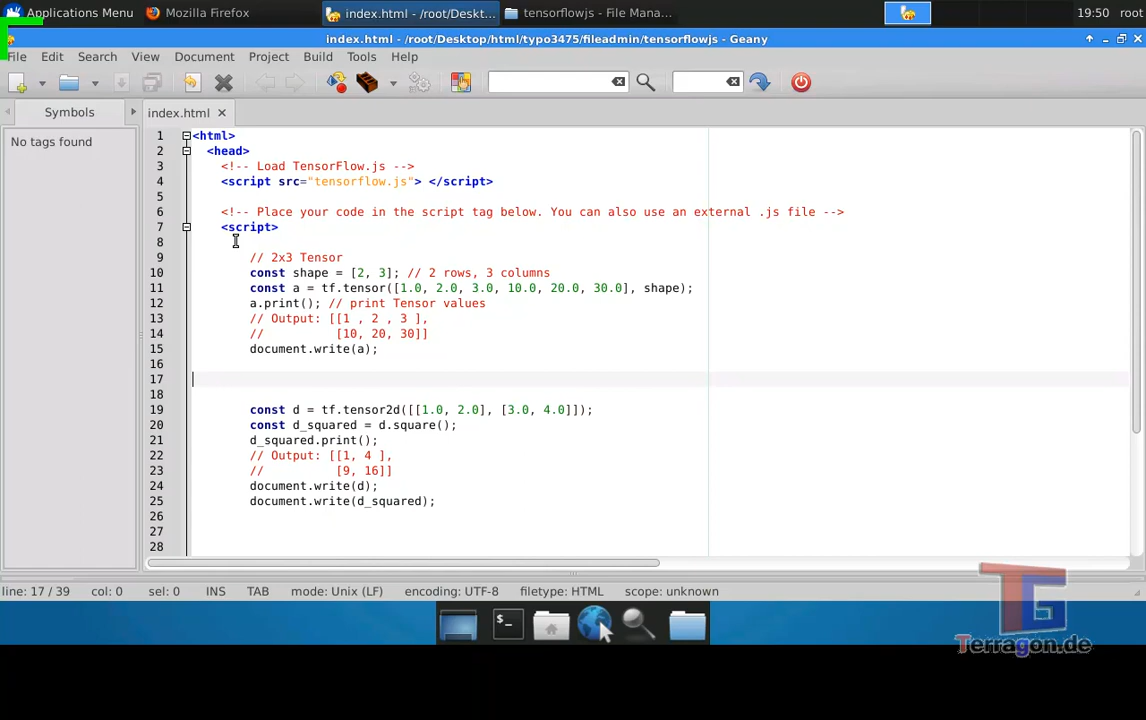 Applications Menu Mozilla Firefox index.html - /root/Deskt... tensorflowjs - File Mana... 19:50 root
index.html - /root/Desktop/html/typo3475/fileadmin/tensorflowjs - Geany
File Edit Search View Document Project Build Tools Help
Symbols index.html
No tags found
1 <html>
2 <head>
3 <!-- Load TensorFlow.js -->
4 <script src="tensorflow.js"> </script>
5
6 <!-- Place your code in the script tag below. You can also use an external .js file -->
7 <script>
8
9 // 2x3 Tensor
10 const shape = [2, 3]; // 2 rows, 3 columns
11 const a = tf.tensor([1.0, 2.0, 3.0, 10.0, 20.0, 30.0], shape);
12 a.print(); // print Tensor values
13 // Output: [[1 , 2 , 3 ],
14 // [10, 20, 30]]
15 document.write(a);
16
17
18
19 const d = tf.tensor2d([[1.0, 2.0], [3.0, 4.0]]);
20 const d_squared = d.square();
21 d_squared.print();
22 // Output: [[1, 4 ],
23 // [9, 16]]
24 document.write(d);
25 document.write(d_squared);
26
27
28
line: 17 / 39 col: 0 sel: 0 INS TAB mode: Unix (LF) encoding: UTF-8 filetype: HTML scope: unknown
$-
TG
Terragon.de